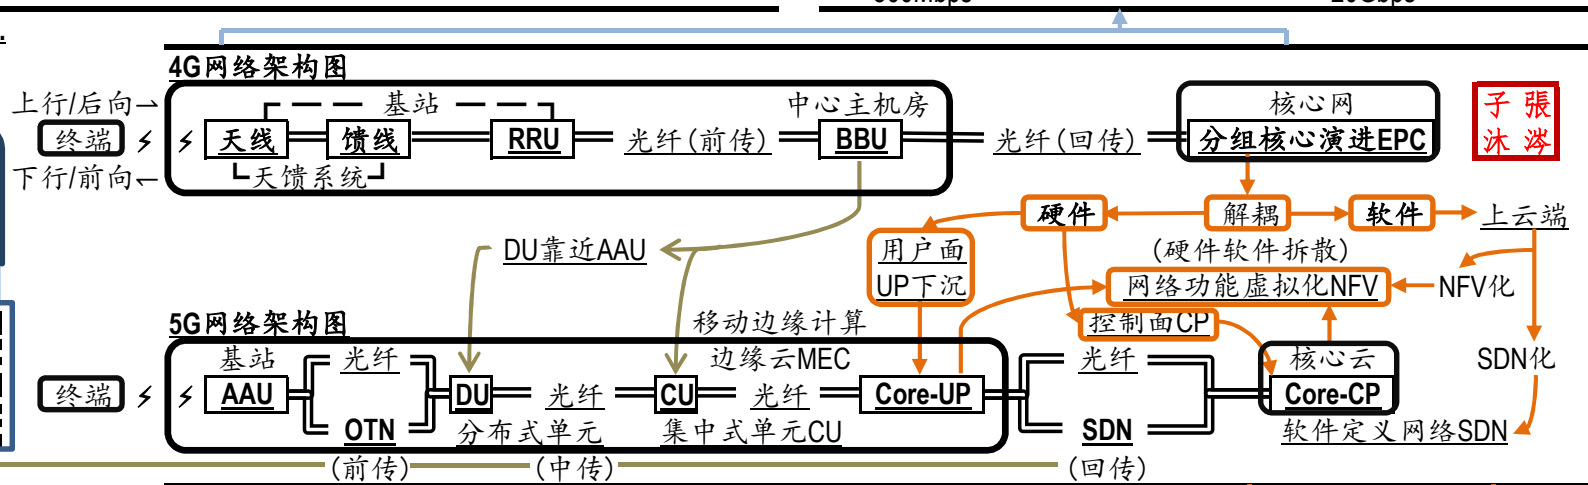 4G网络架构图
上行/后向
基站
中心主机房
核心网
子 張
终端
天线
馈线
RRU
光纤(前传)
BBU
光纤(回传)
分组核心演进EPC
沐 涔
下行/前向
天馈系统
硬件
解耦
软件
上云端
DU靠近AAU
用户面
UP下沉
(硬件软件拆散)
网络功能虚拟化NFV
NFV化
5G网络架构图
移动边缘计算
控制面CP
基站
光纤
边缘云MEC
光纤
核心云
SDN化
终端
AAU
DU
光纤
CU
光纤
Core-UP
Core-CP
OTN
分布式单元
集中式单元CU
SDN
软件定义网络SDN
(前传)
(中传)
(回传)